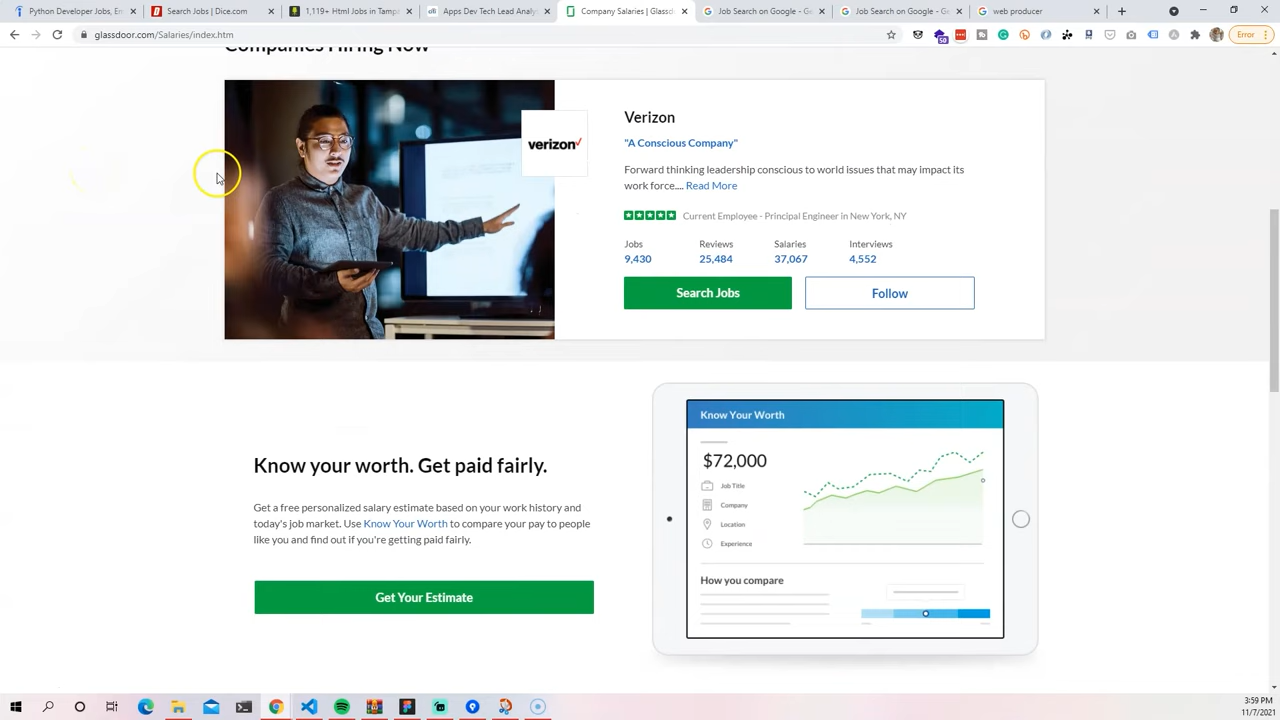 Python Developer Jobs, Em
Search Jobs | Dice.com
1,119+ IT Jobs in Tamp
Apps Dev Tech Lead Analys
Company Salaries | Glassd
Job Search on Google - Ge
Job Search on Google - Ge
web producer
glassdoor.com/Salaries/index.htm
50
Error
Companies Hiring Now
verizon
Verizon
"A Conscious Company"
Forward thinking leadership conscious to world issues that may impact its
work force.... Read More
Current Employee - Principal Engineer in New York, NY
Jobs Reviews Salaries Interviews
9,430 25,484 37,067 4,552
Search Jobs Follow
Know your worth. Get paid fairly.
Get a free personalized salary estimate based on your work history and
today's job market. Use Know Your Worth to compare your pay to people
like you and find out if you're getting paid fairly.
Get Your Estimate
Know Your Worth
$72,000
Job Title
Company
Location
Experience
How you compare
3:59 PM
11/7/2021